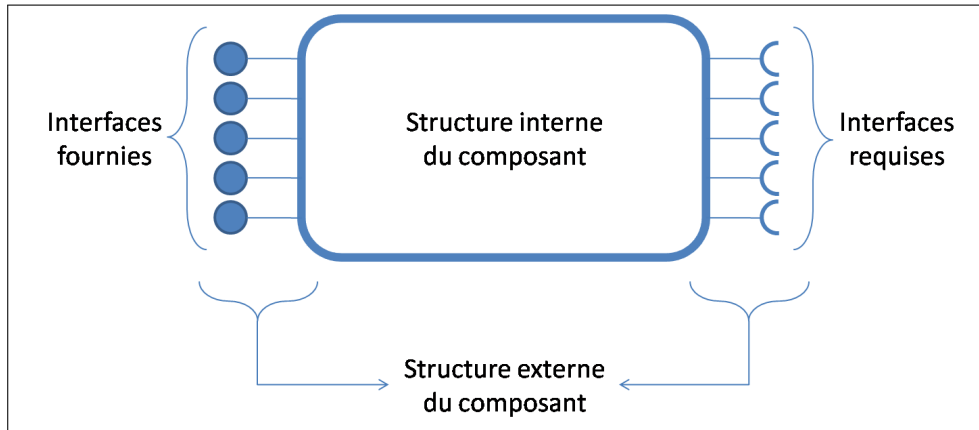 Interfaces
fournies
Structure interne
du composant
Interfaces
requises
Structure externe
du composant